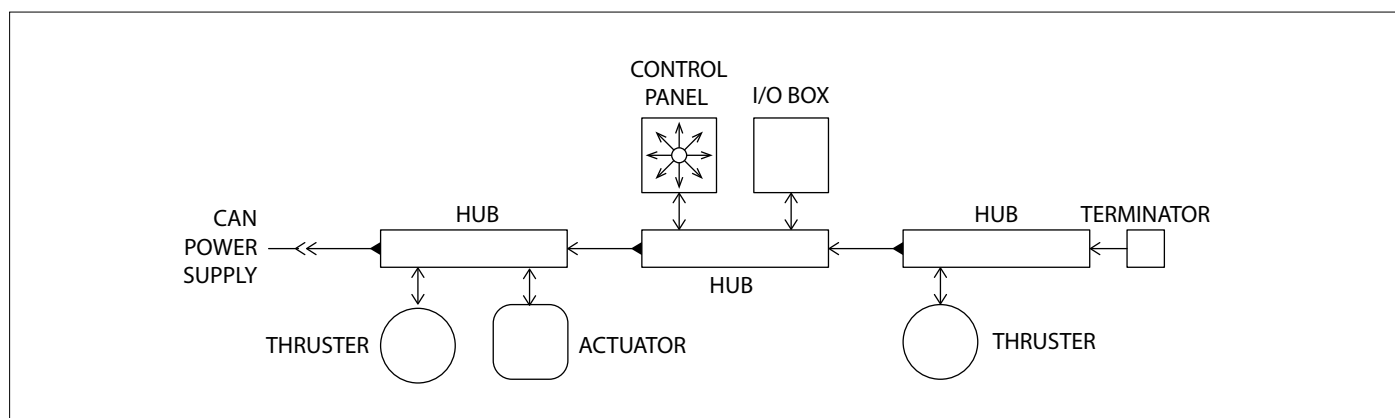 CONTROL
PANEL
I/O BOX
HUB
HUB
TERMINATOR
CAN
POWER
SUPPLY
HUB
THRUSTER
ACTUATOR
THRUSTER